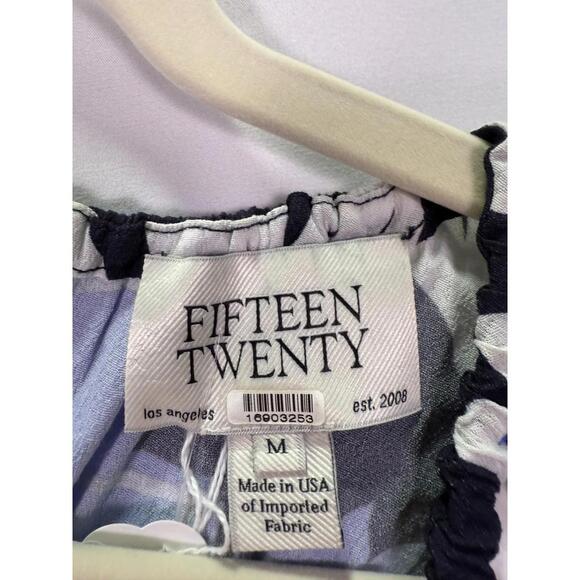 FIFTEEN
TWENTY
los angeles est. 2008
16903253
M
Made in USA
of Imported
Fabric